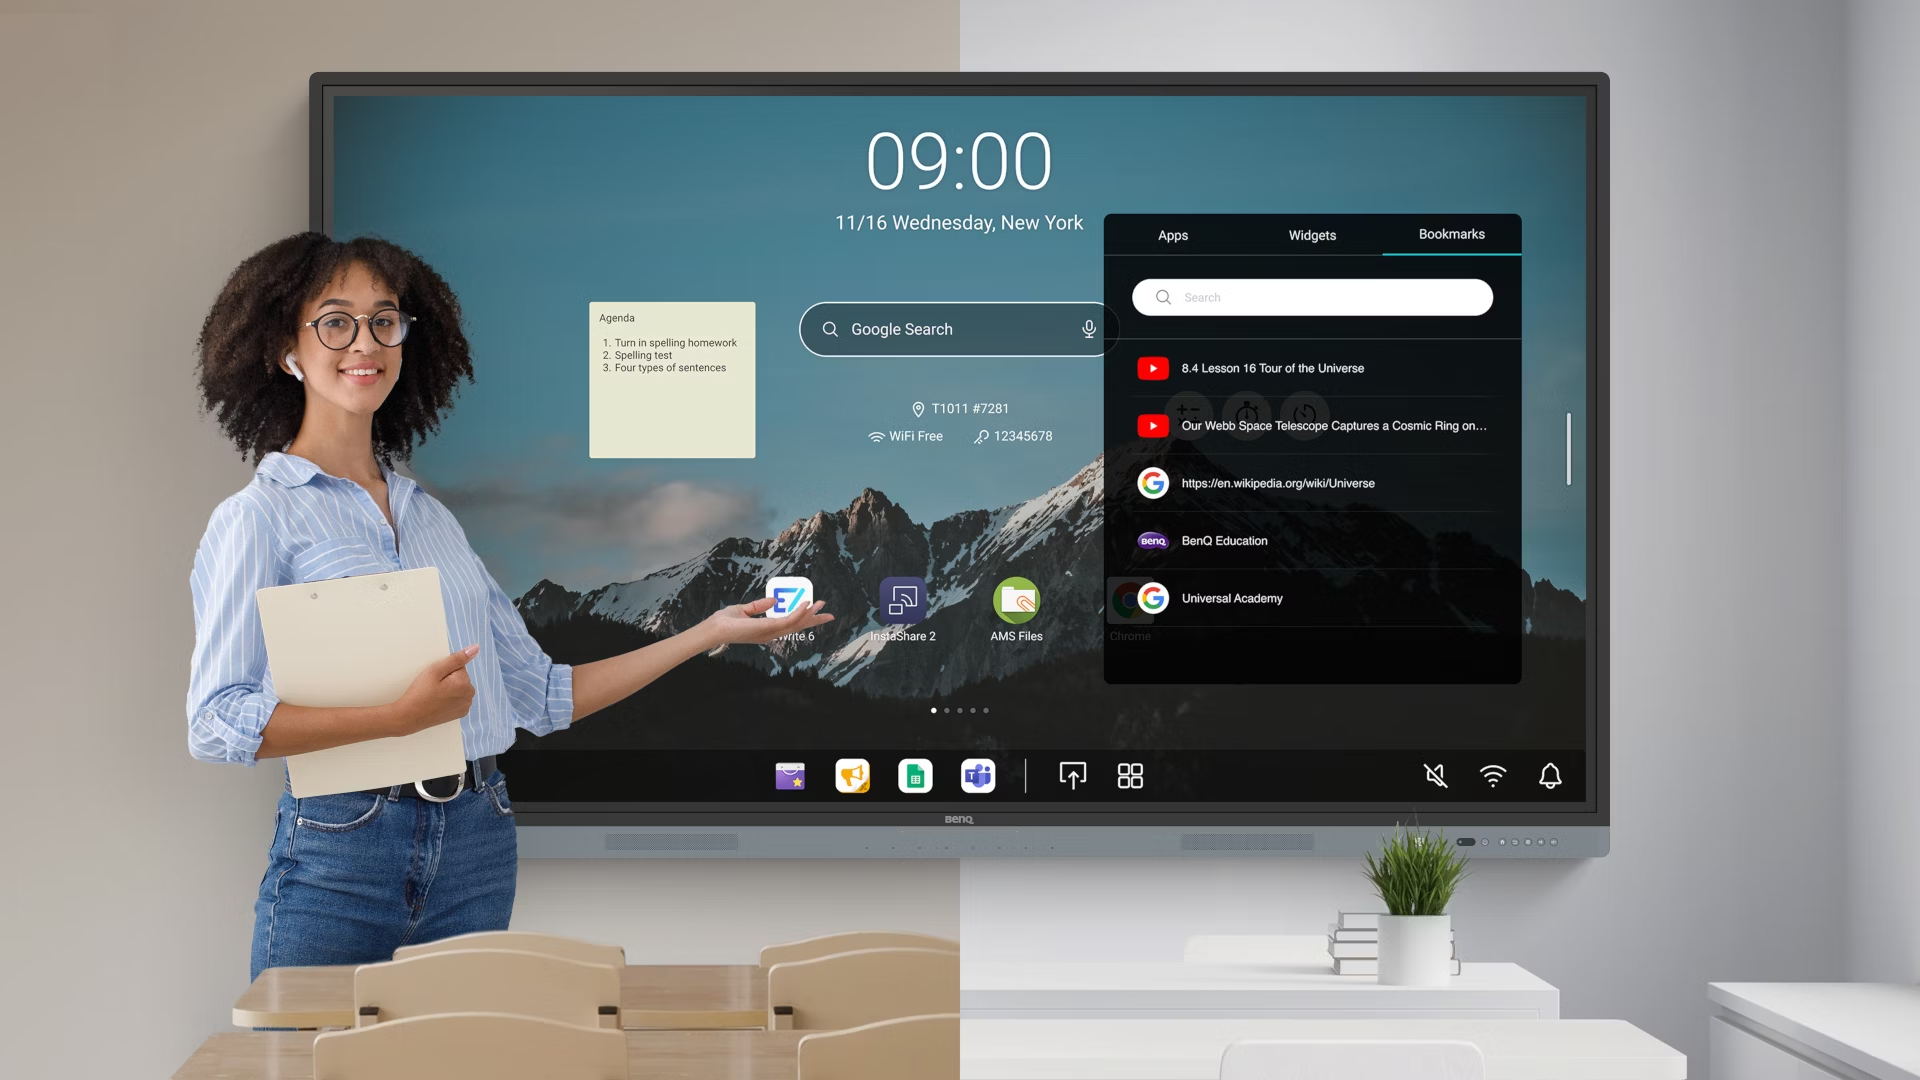 09:00
11/16 Wednesday, New York
Agenda
1. Turn in spelling homework
2. Spelling test
3. Four types of sentences
Google Search
T1011 #7281
WiFi Free
12345678
Apps
Widgets
Bookmarks
Search
8.4 Lesson 16 Tour of the Universe
Our Webb Space Telescope Captures a Cosmic Ring on...
https://en.wikipedia.org/wiki/Universe
BenQ
BenQ Education
Universal Academy
Write 6
InstaShare 2
AMS Files
Chrome
T
BenQ